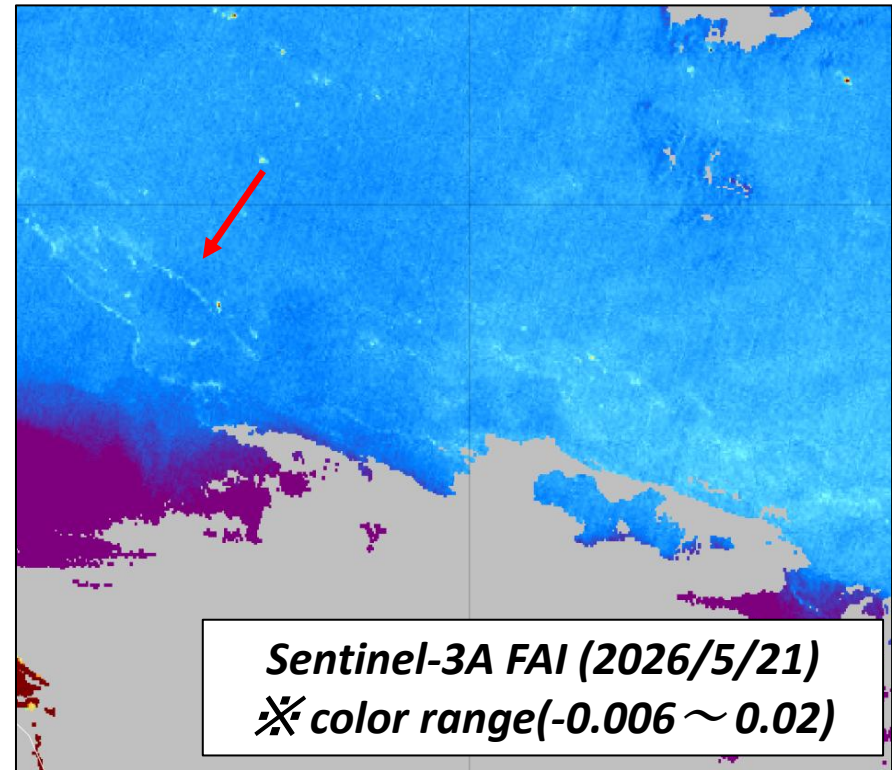 Sentinel-3A FAI (2026/5/21)
※ color range(-0.006～0.02)